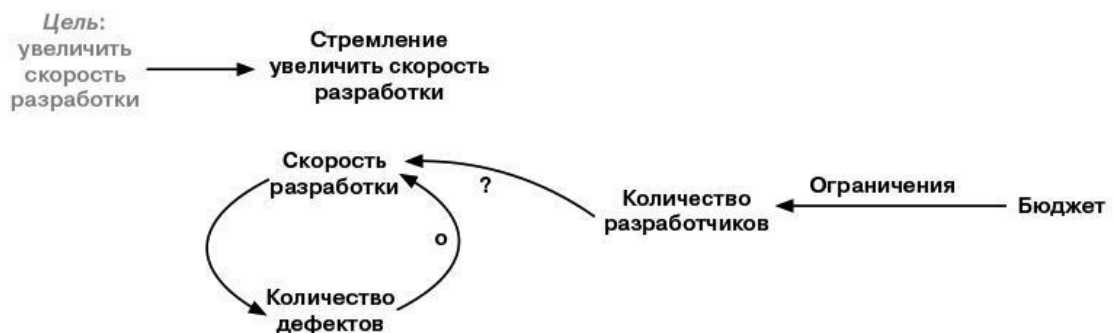 Цель:
увеличить
скорость
разработки
Стремление
увеличить скорость
разработки
Скорость
разработки
?
Количество
разработчиков
Ограничения
Бюджет
о
Количество
дефектов